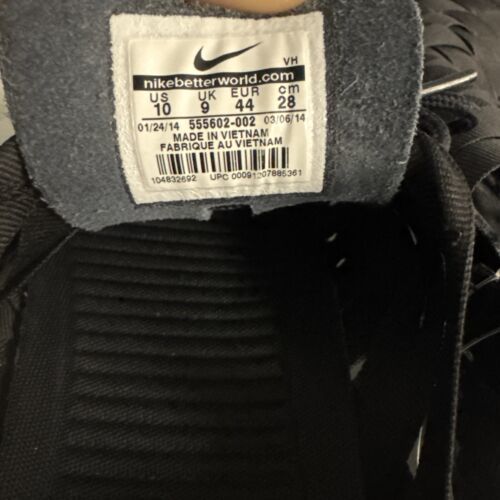 VH
nikebetterworld.com
US UK EUR cm
10 9 44 28
01/24/14 555602-002 03/06/14
MADE IN VIETNAM
FABRIQUE AU VIETNAM
104832692 UPC